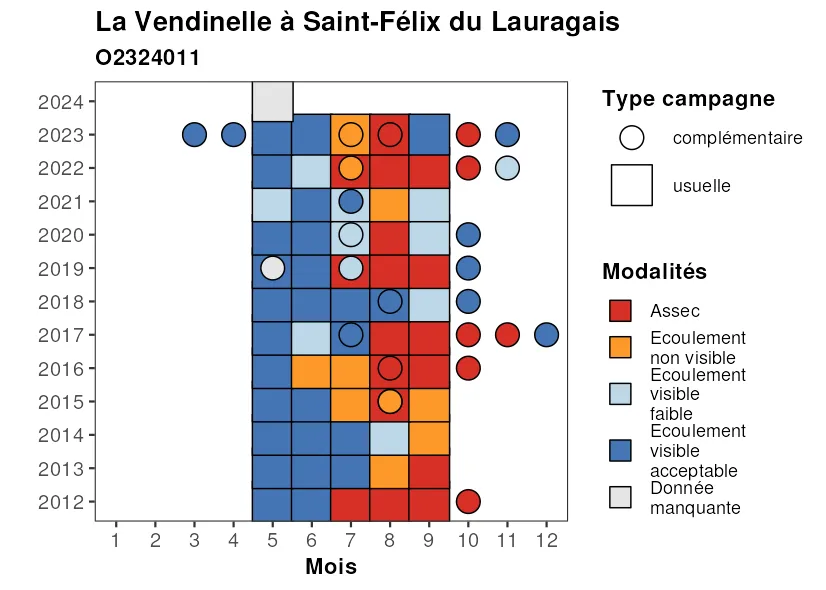 La Vendinelle à Saint-Félix du Lauragais
O2324011
2024
2023
2022
2021
2020
2019
2018
2017
2016
2015
2014
2013
2012
1 2 3 4 5 6 7 8 9 10 11 12
Mois
Type campagne
complémentaire
usuelle
Modalités
Assec
Ecoulement
non visible
Ecoulement
visible
faible
Ecoulement
visible
acceptable
Donnée
manquante